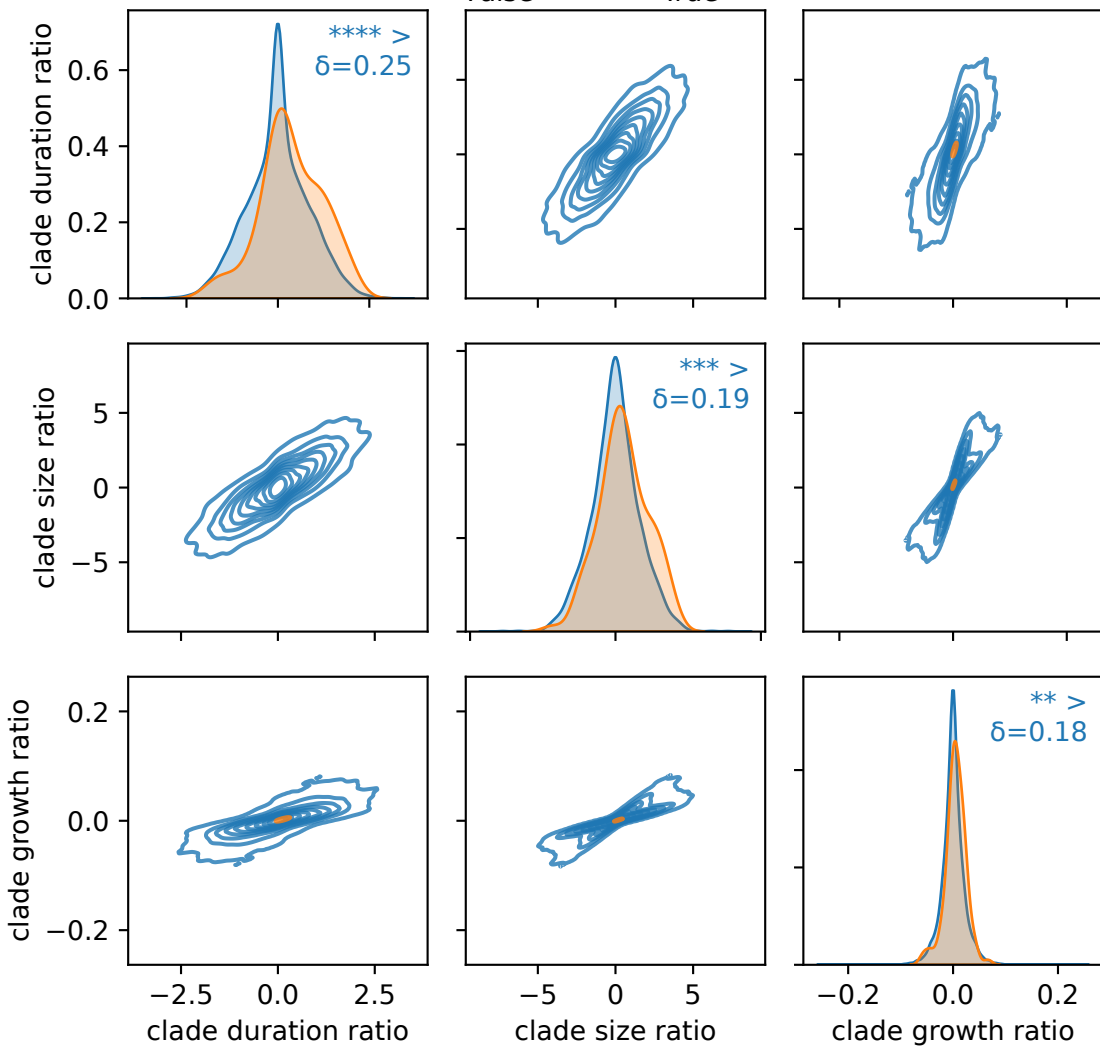 clade duration ratio
0.6
0.4
0.2
0.0
**** >
δ=0.25
clade size ratio
5
0
−5
*** >
δ=0.19
clade growth ratio
0.2
0.0
−0.2
** >
δ=0.18
−2.5 0.0 2.5
clade duration ratio
−5 0 5
clade size ratio
−0.2 0.0 0.2
clade growth ratio